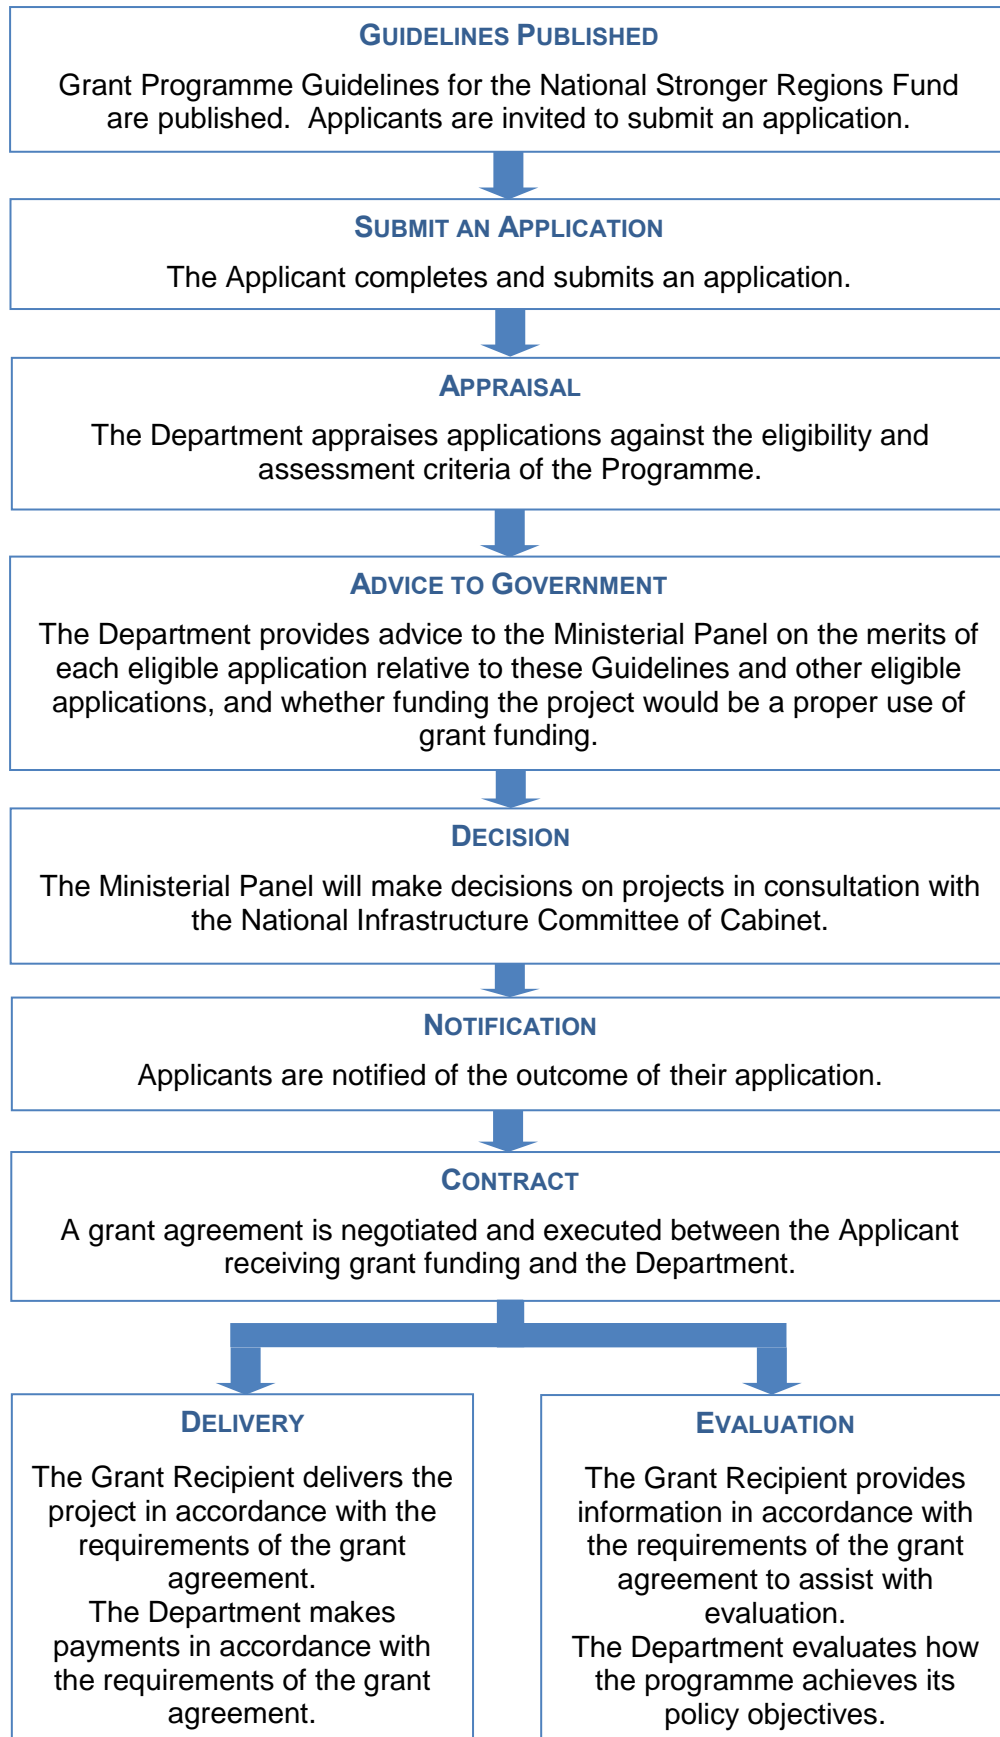 GUIDELINES PUBLISHED
Grant Programme Guidelines for the National Stronger Regions Fund
are published.  Applicants are invited to submit an application.
SUBMIT AN APPLICATION
The Applicant completes and submits an application.
APPRAISAL
The Department appraises applications against the eligibility and
assessment criteria of the Programme.
ADVICE TO GOVERNMENT
The Department provides advice to the Ministerial Panel on the merits of
each eligible application relative to these Guidelines and other eligible
applications, and whether funding the project would be a proper use of
grant funding.
DECISION
The Ministerial Panel will make decisions on projects in consultation with
the National Infrastructure Committee of Cabinet.
NOTIFICATION
Applicants are notified of the outcome of their application.
CONTRACT
A grant agreement is negotiated and executed between the Applicant
receiving grant funding and the Department.
DELIVERY
The Grant Recipient delivers the
project in accordance with the
requirements of the grant
agreement.
The Department makes
payments in accordance with
the requirements of the grant
agreement.
EVALUATION
The Grant Recipient provides
information in accordance with
the requirements of the grant
agreement to assist with
evaluation.
The Department evaluates how
the programme achieves its
policy objectives.